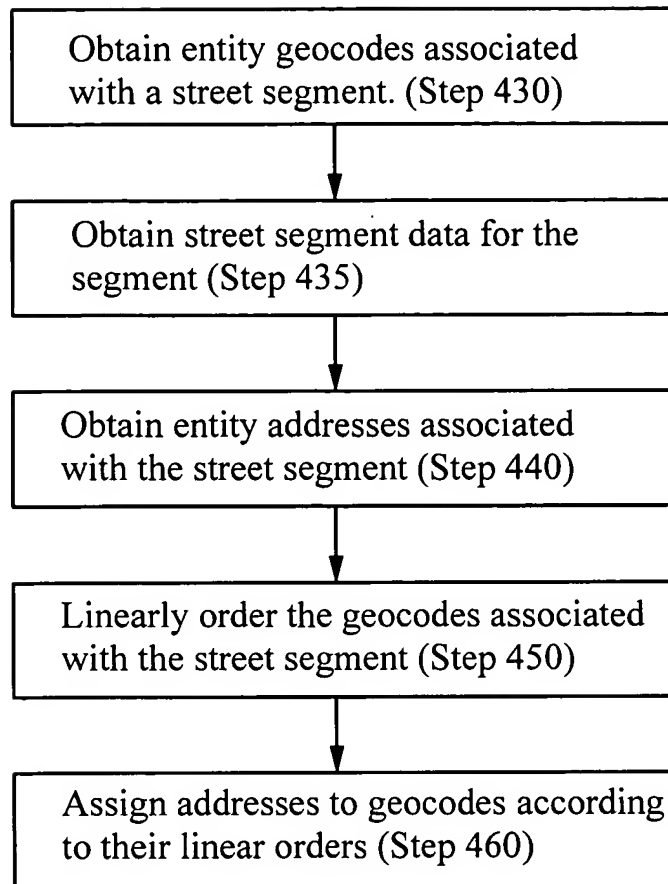 Obtain entity geocodes associated
with a street segment. (Step 430)
Obtain street segment data for the
segment (Step 435)
Obtain entity addresses associated
with the street segment (Step 440)
Linearly order the geocodes associated
with the street segment (Step 450)
Assign addresses to geocodes according
to their linear orders (Step 460)